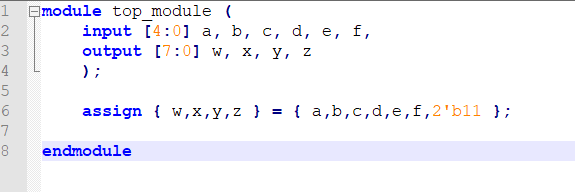 1 module top_module (
2 input [4:0] a, b, c, d, e, f,
3 output [7:0] w, x, y, z
4 );
5
6 assign { w,x,y,z } = { a,b,c,d,e,f,2'b11 };
7
8 endmodule